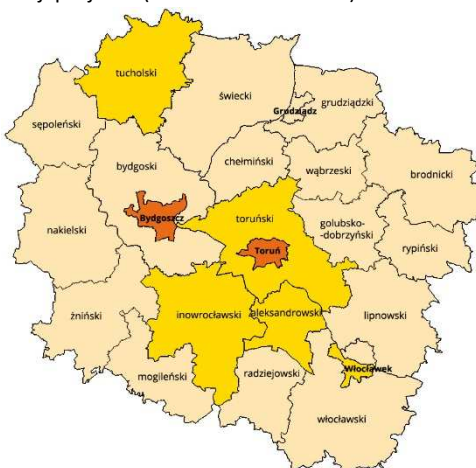 tucholski
świecki
Grudziądz
grudziądzki
sępoleński
bydgoski
chełmiński
wąbrzeski
brodnicki
Bydgoszcz
toruński
golubsko-
-dobrzyński
nakielski
rypiński
Toruń
żniński
inowrocławski
aleksandrowski
lipnowski
mogileński
radziejowski
Włocławek
włocławski